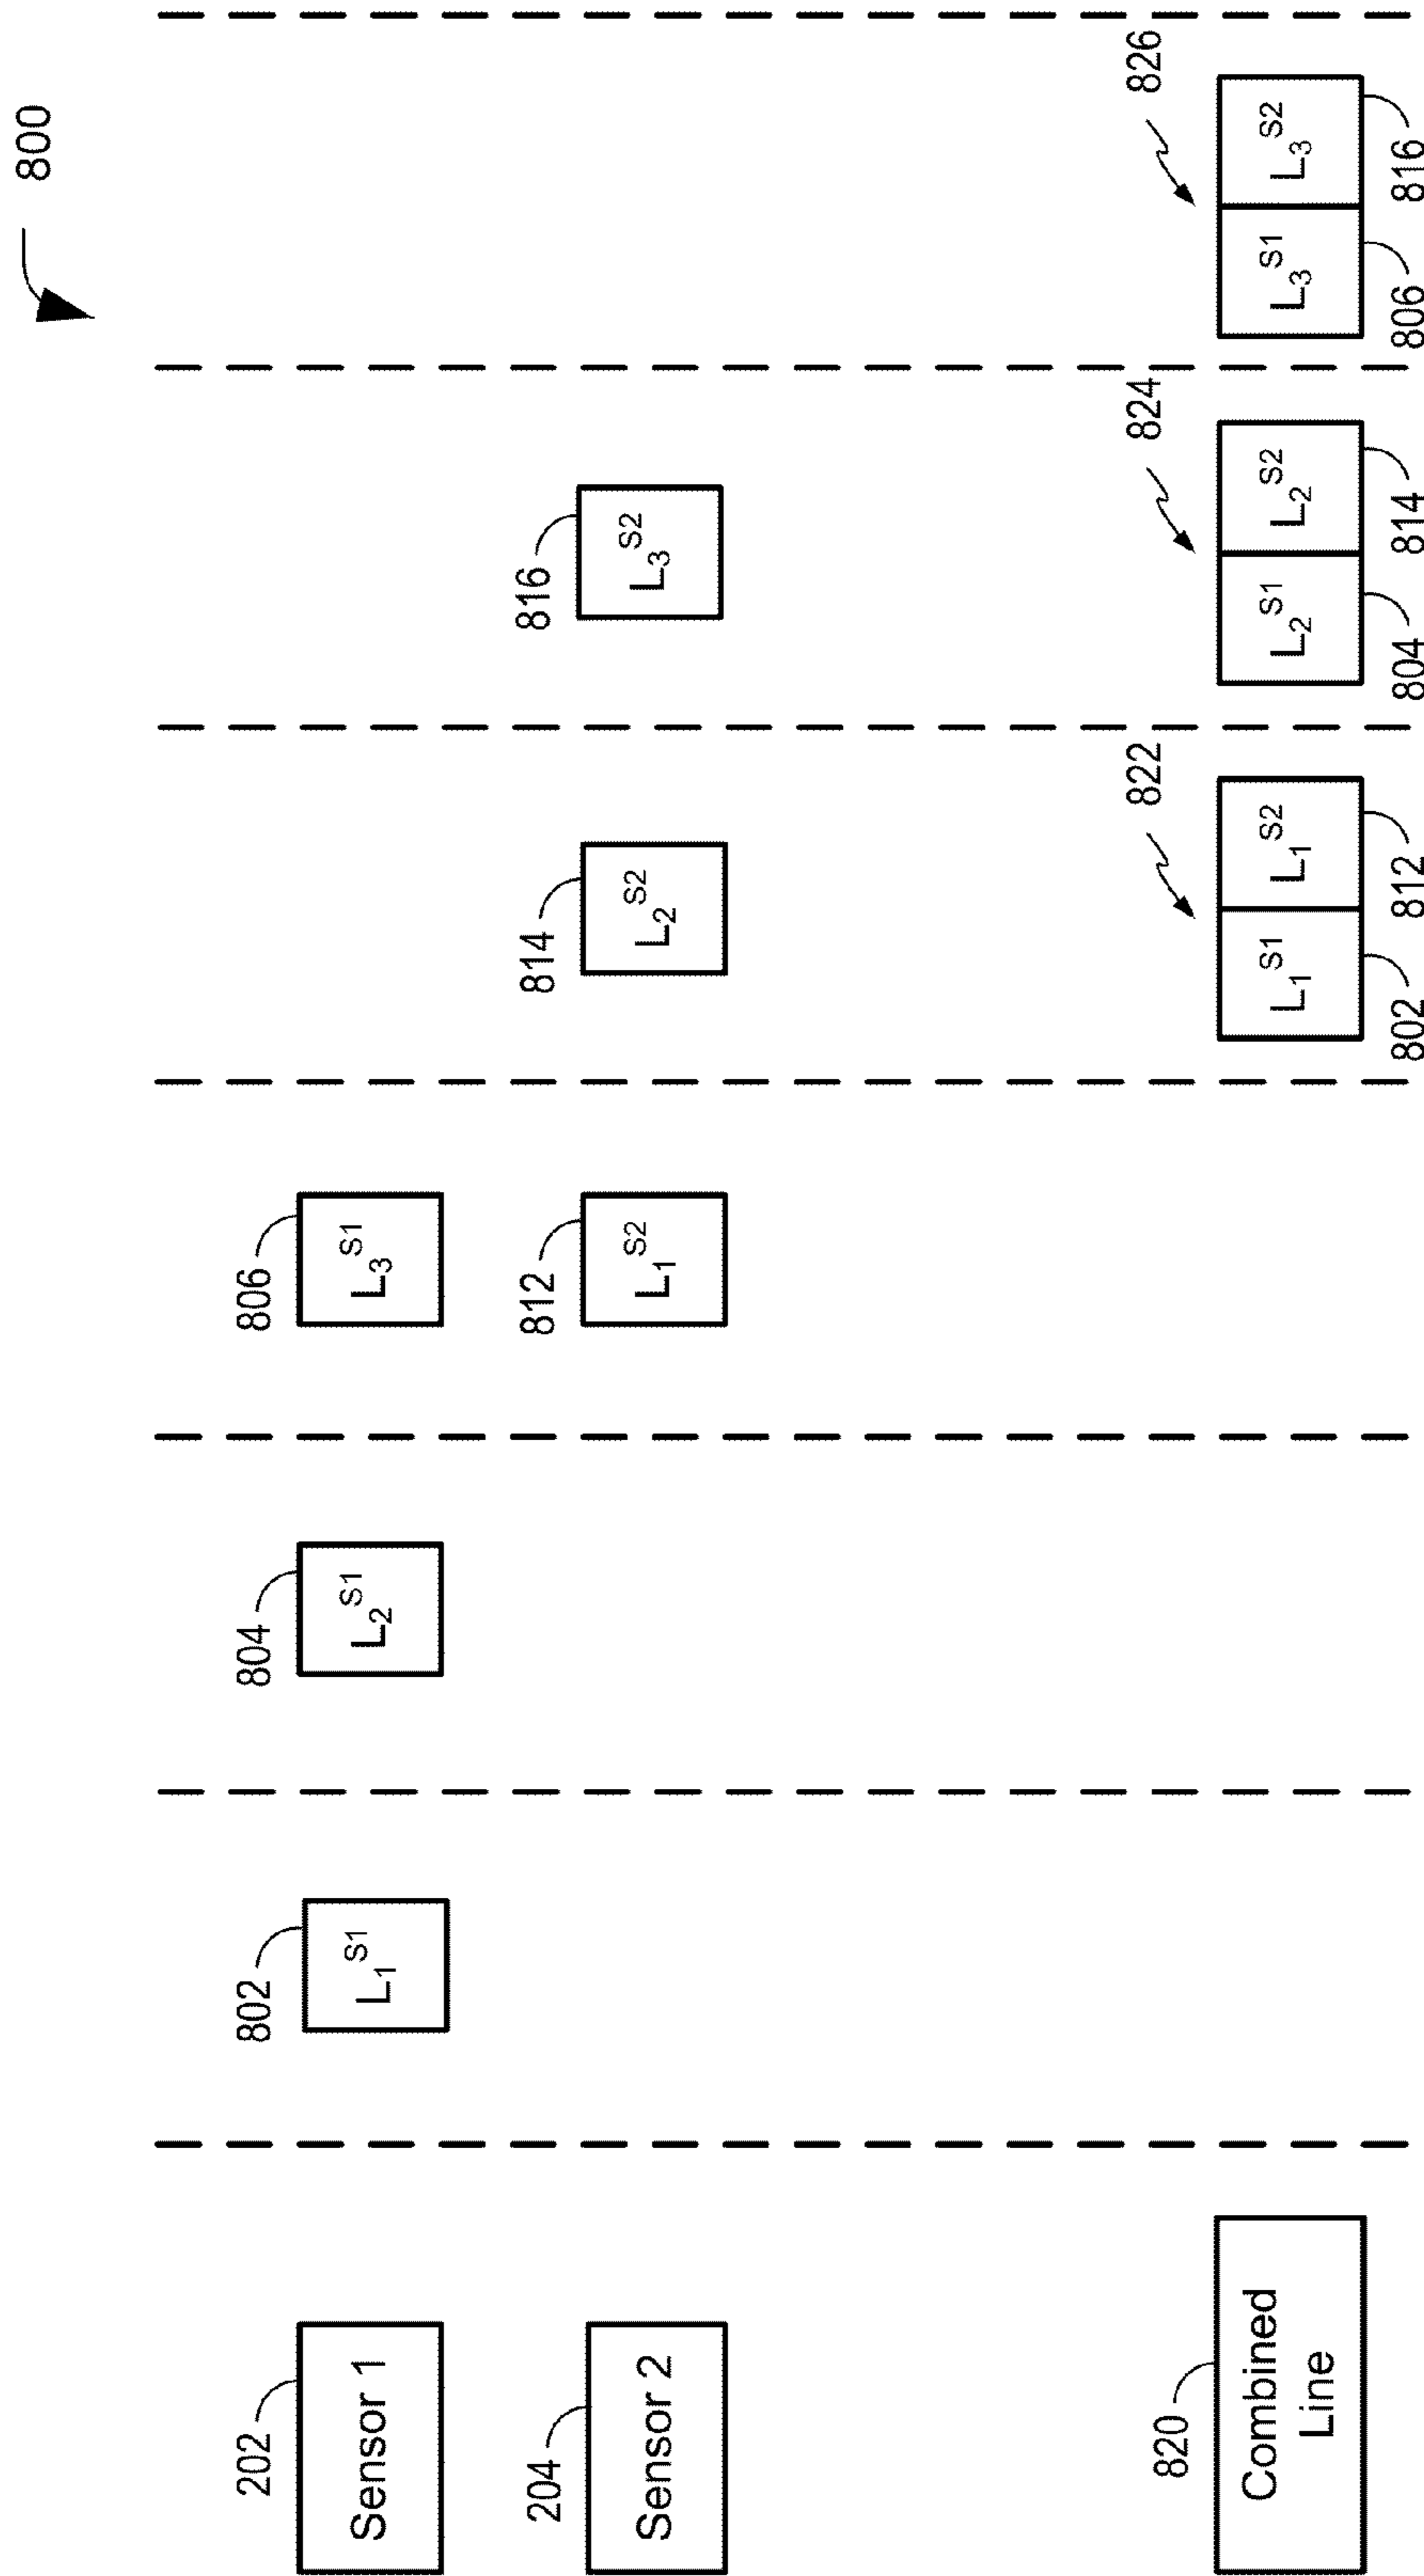 800
202
Sensor 1
802
L₁ˢ¹
804
L₂ˢ¹
806
L₃ˢ¹
204
Sensor 2
812
L₁ˢ²
814
L₂ˢ²
816
L₃ˢ²
820
Combined
Line
822
L₁ˢ¹ L₁ˢ²
802 812
824
L₂ˢ¹ L₂ˢ²
804 814
826
L₃ˢ¹ L₃ˢ²
806 816